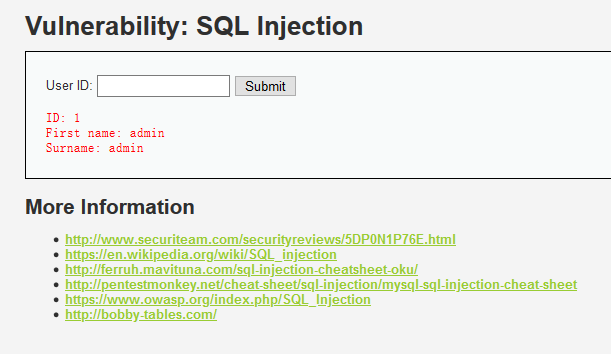 Vulnerability: SQL Injection
User ID: Submit
ID: 1
First name: admin
Surname: admin
More Information
http://www.securiteam.com/securityreviews/5DP0N1P76E.html
https://en.wikipedia.org/wiki/SQL_injection
http://ferruh.mavituna.com/sql-injection-cheatsheet-oku/
http://pentestmonkey.net/cheat-sheet/sql-injection/mysql-sql-injection-cheat-sheet
https://www.owasp.org/index.php/SQL_Injection
http://bobby-tables.com/